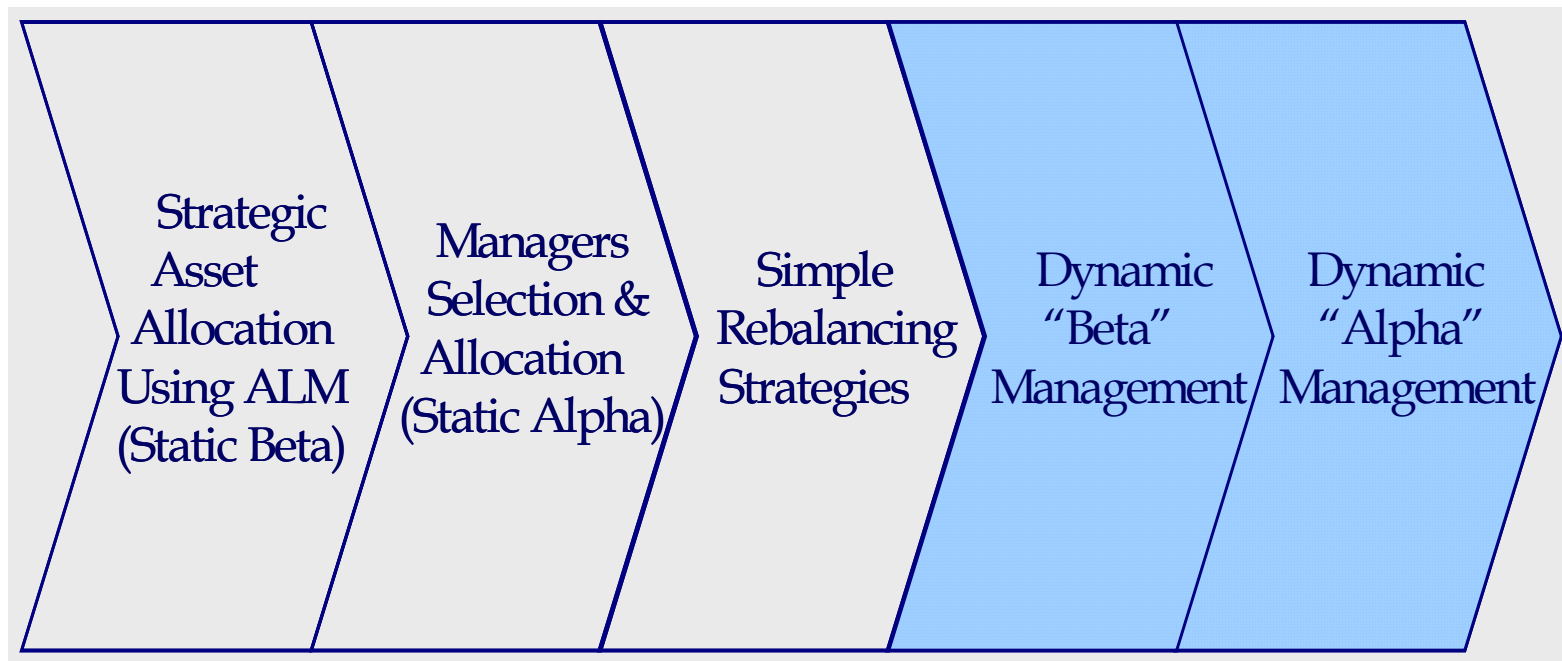 Strategic
Asset
Allocation
Using ALM
(Static Beta)
Managers
Selection &
Allocation
(Static Alpha)
Simple
Rebalancing
Strategies
Dynamic
“Beta”
Management
Dynamic
“Alpha”
Management